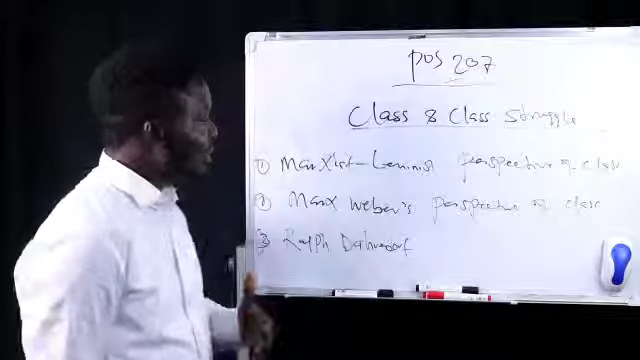 POS 207
Class & Class Struggle
① Marxist-Leninist perspective of class
② Marx Weber's perspective of class
③ Ralph Dahrendorf